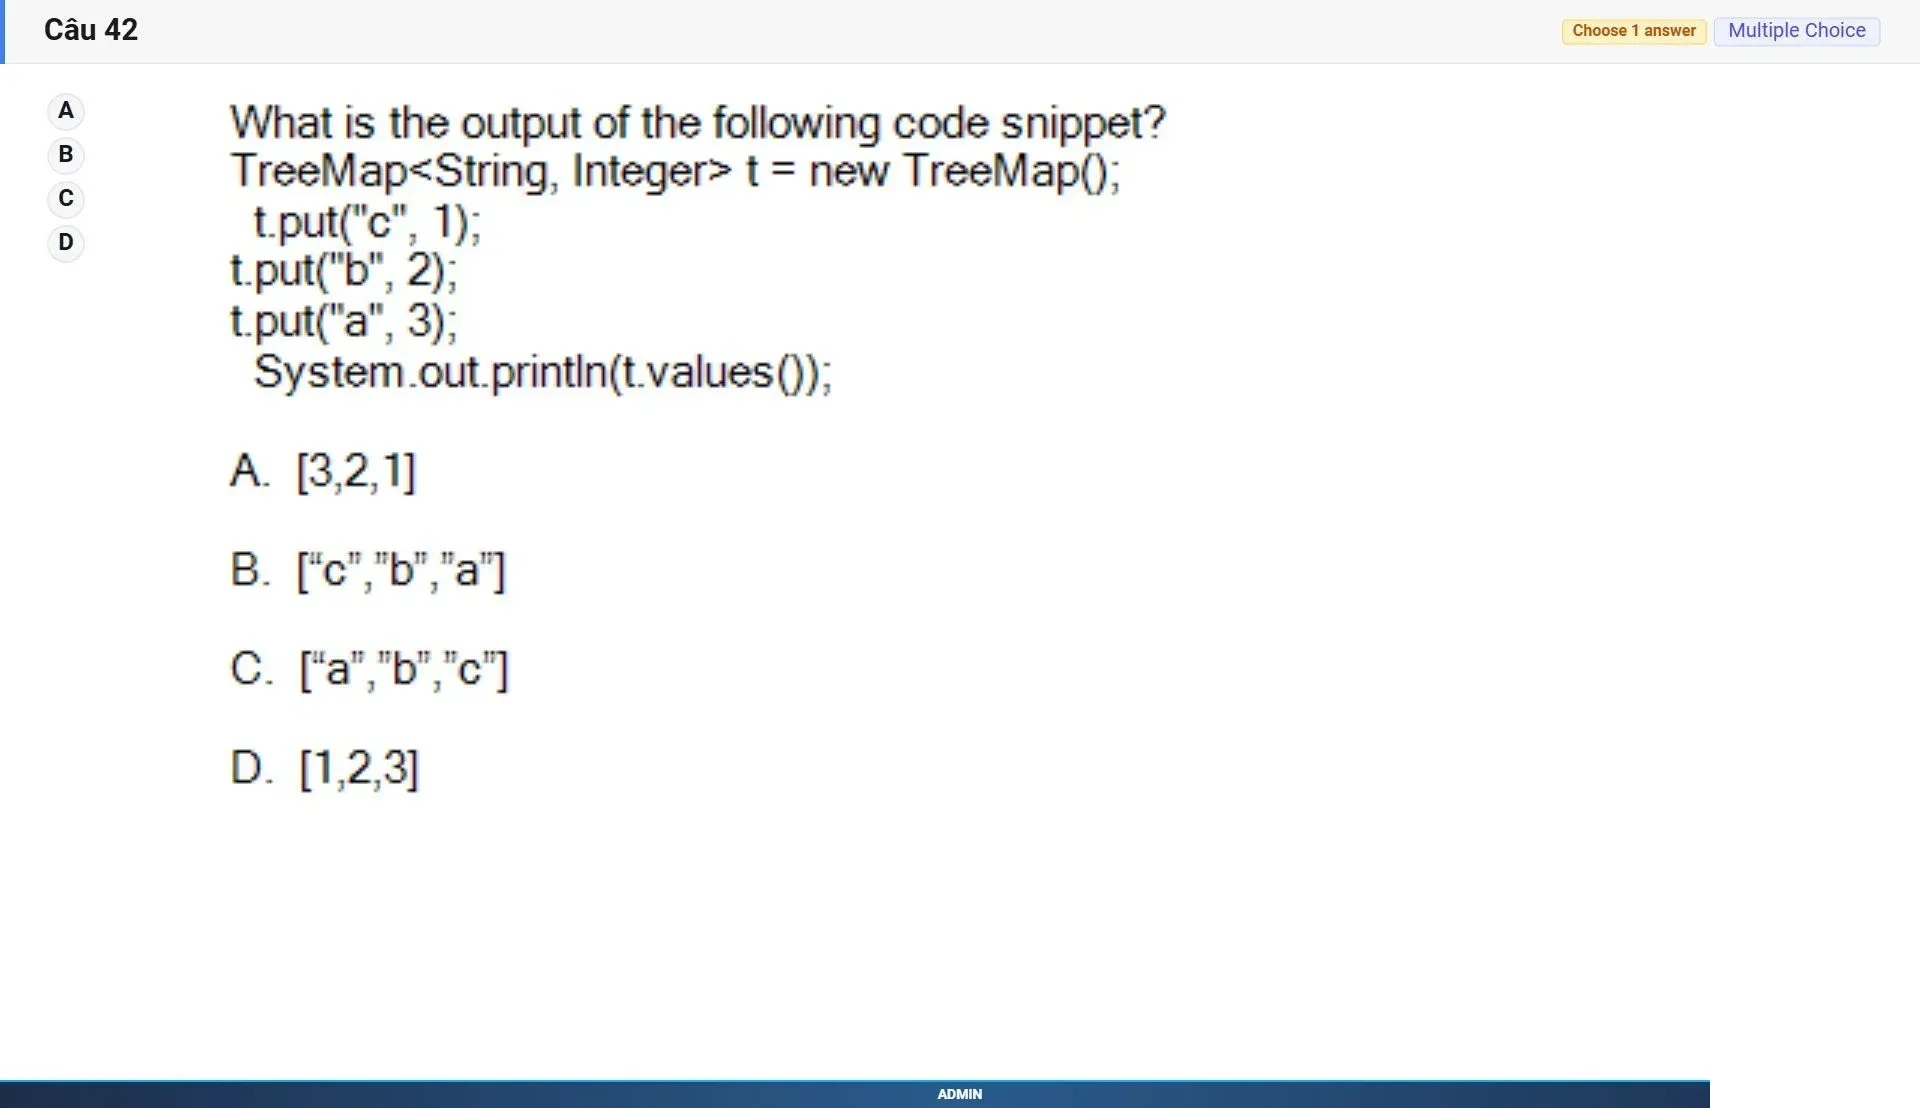 Câu 42
Choose 1 answer
Multiple Choice
A
B
C
D
What is the output of the following code snippet?
TreeMap<String, Integer> t = new TreeMap();
t.put("c", 1);
t.put("b", 2);
t.put("a", 3);
System.out.println(t.values());
A. [3,2,1]
B. [“c”,”b”,”a”]
C. [“a”,”b”,”c”]
D. [1,2,3]
ADMIN